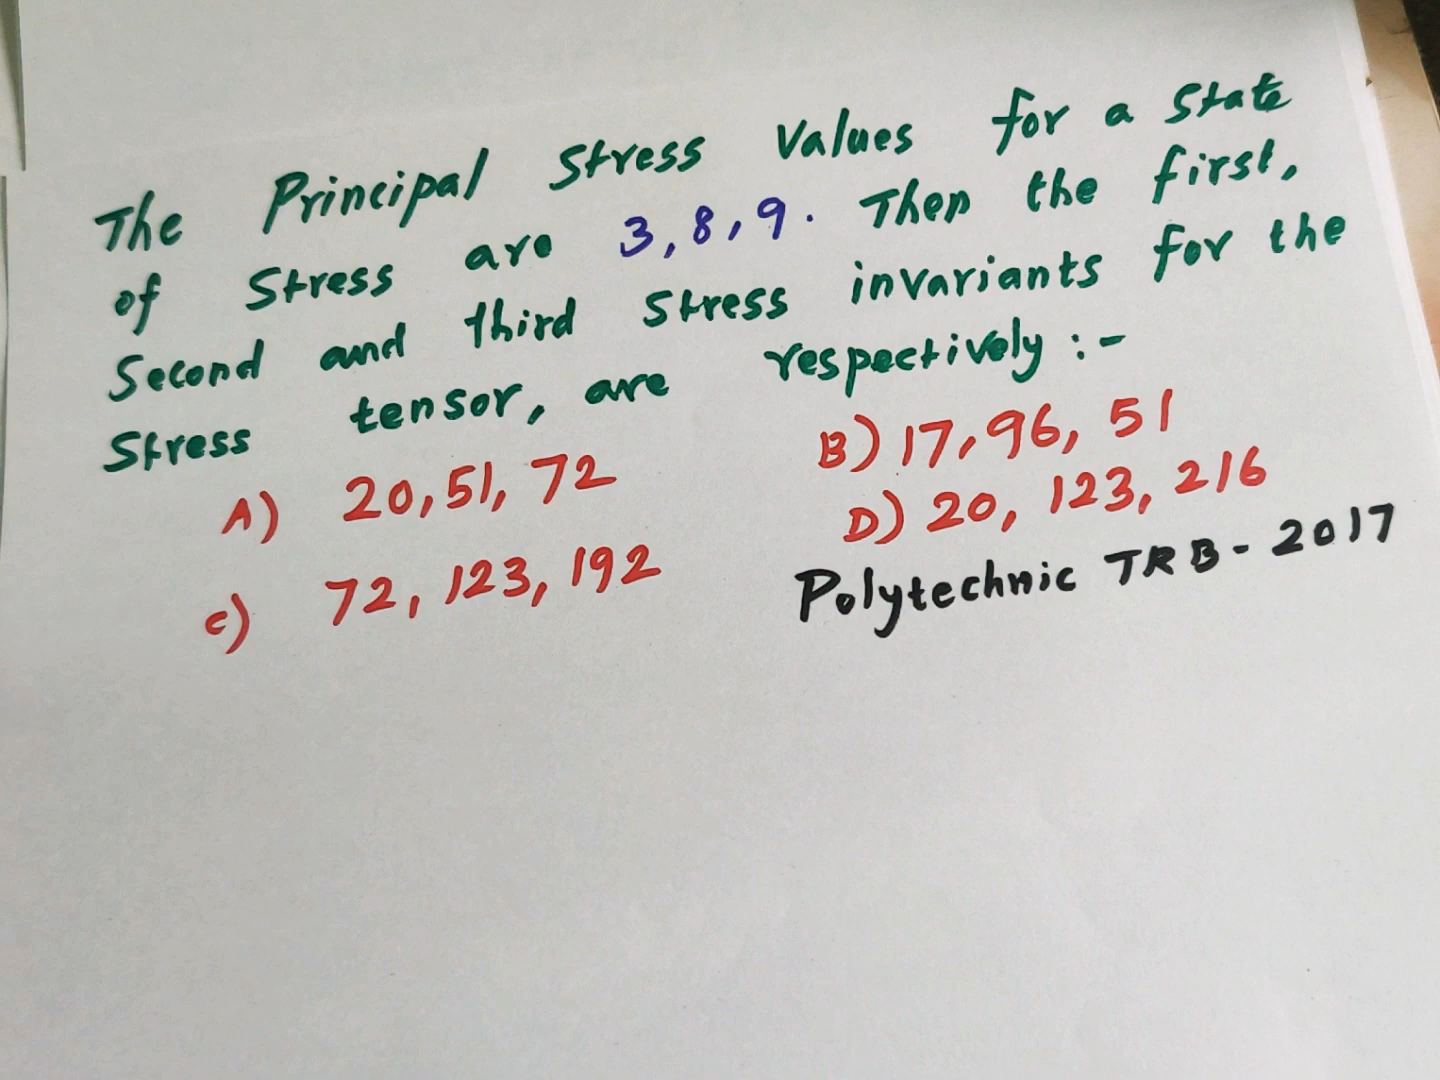 The Principal Stress Values for a State
of Stress are 3,8,9. Then the first,
Second and third Stress invariants for the
Stress tensor, are respectively :-
A) 20,51,72 B) 17,96,51
C) 72,123,192 D) 20,123,216
Polytechnic TRB-2017